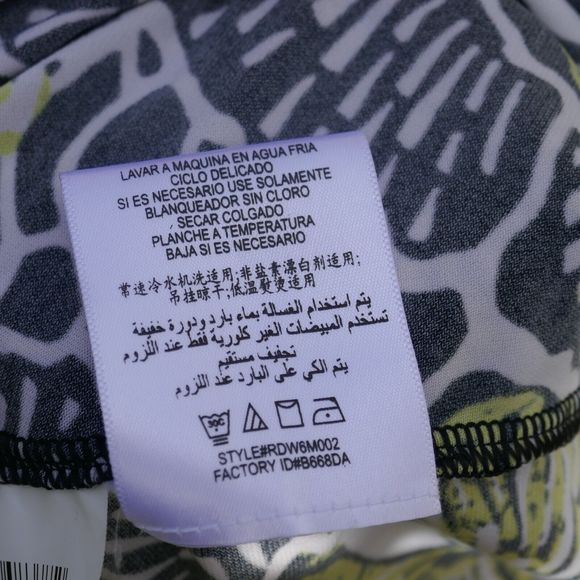 LAVAR A MAQUINA EN AGUA FRIA
CICLO DELICADO
SI ES NECESARIO USE SOLAMENTE
BLANQUEADOR SIN CLORO
SECAR COLGADO
PLANCHE A TEMPERATURA
BAJA SI ES NECESARIO
常速冷水机洗适用;非盐素漂白剂适用;
吊挂晾干;低温熨烫适用
يتم استخدام الغسالة بماء بارد ودورة خفيفة
تستخدم المبيضات الغير كلورية فقط عند اللزوم
تجفيف مستقيم
يتم الكي على البارد عند اللزوم
STYLE#RDW6M002
FACTORY ID#B668DA